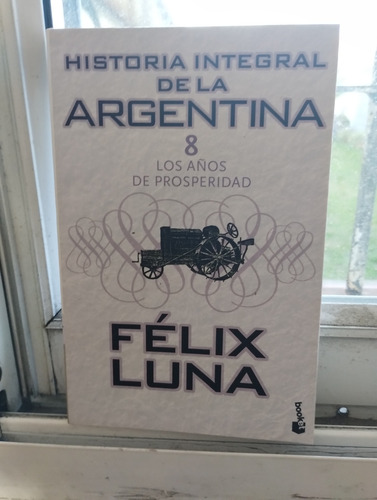 HISTORIA INTEGRAL
DE LA
ARGENTINA
8
LOS AÑOS
DE PROSPERIDAD
FÉLIX
LUNA
booket